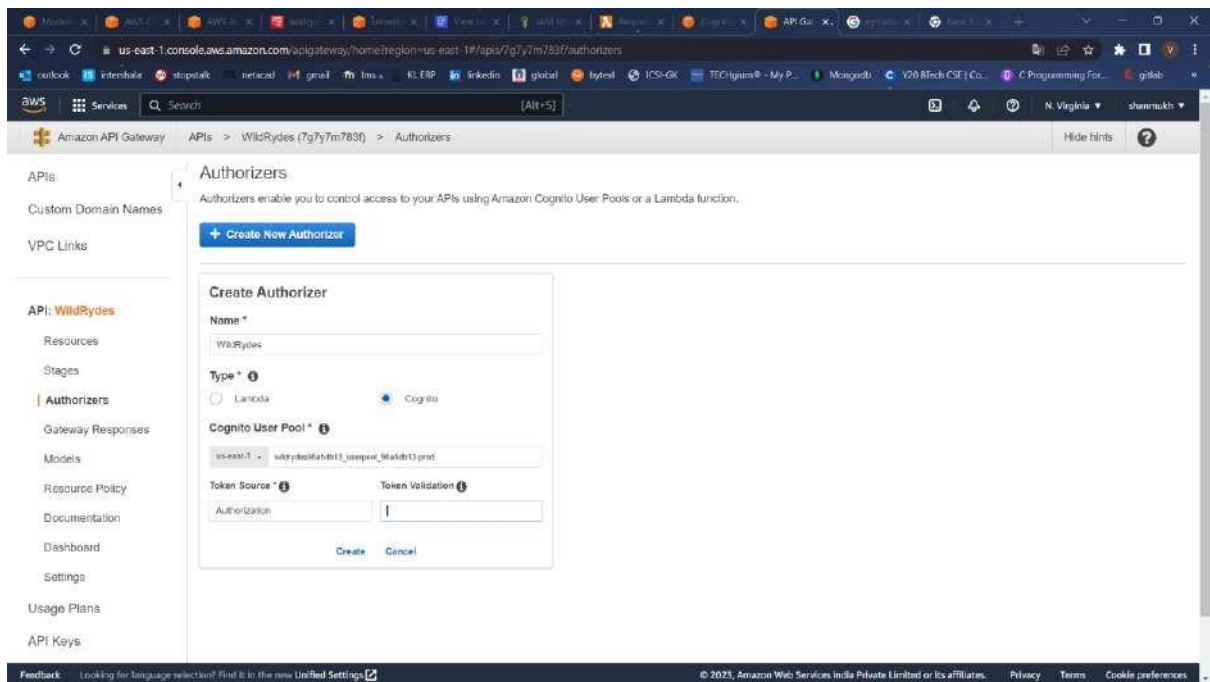 API Gat
us-east-1.console.aws.amazon.com/apigateway/home?region=us-east-1#/apis/7g7y7m783f/authorizers
outlook intershala stopstalk netacad gmail lms KL ERP linkedin global bytexl ICSI-GK TECHgium® - My P... Mongodb V20 BTech CSE | Co... C Programming For... gitlab
aws Services Search [Alt+S] N. Virginia shanmukh
Amazon API Gateway APIs > WildRydes (7g7y7m783f) > Authorizers Hide hints
APIs
Custom Domain Names
VPC Links
API: WildRydes
Resources
Stages
Authorizers
Gateway Responses
Models
Resource Policy
Documentation
Dashboard
Settings
Usage Plans
API Keys
Authorizers
Authorizers enable you to control access to your APIs using Amazon Cognito User Pools or a Lambda function.
+ Create New Authorizer
Create Authorizer
Name *
WildRydes
Type *
Lambda Cognito
Cognito User Pool *
us-east-1
Token Source * Token Validation
Authorization
Create Cancel
Feedback Looking for language selection? Find it in the new Unified Settings © 2023, Amazon Web Services India Private Limited or its affiliates. Privacy Terms Cookie preferences